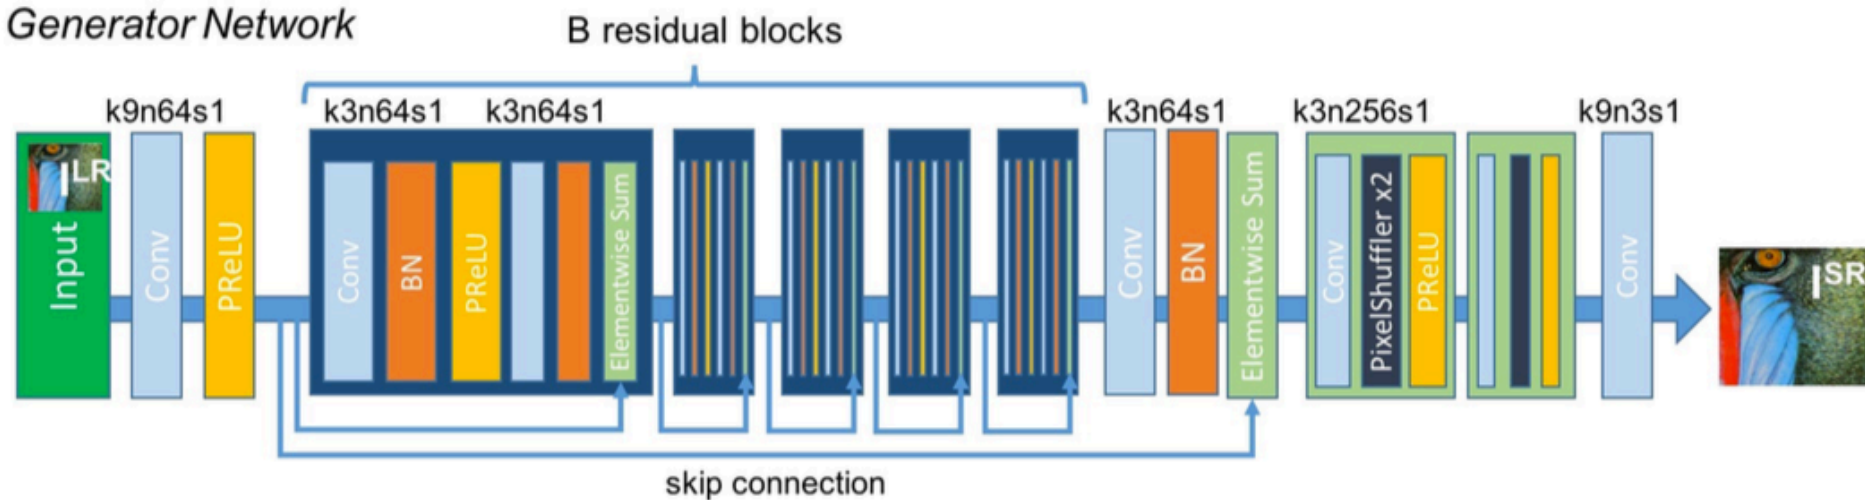 Generator Network
B residual blocks
k9n64s1
k3n64s1
k3n64s1
k3n64s1
k3n256s1
k9n3s1
I LR
Input
Conv
PReLU
Conv
BN
PReLU
Elementwise Sum
Conv
BN
Elementwise Sum
Conv
PixelShuffler x2
PReLU
Conv
I SR
skip connection